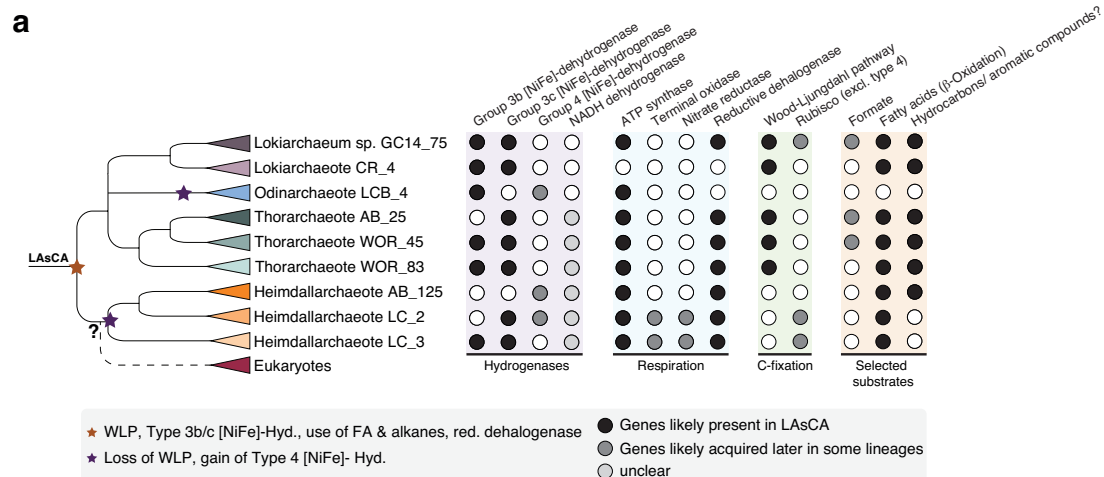 a
Group 3b [NiFe]-dehydrogenase
Group 3c [NiFe]-dehydrogenase
Group 4 [NiFe]-dehydrogenase
NADH dehydrogenase
ATP synthase
Terminal oxidase
Nitrate reductase
Reductive dehalogenase
Wood-Ljungdahl pathway
Rubisco (excl. type 4)
Formate
Fatty acids (β-Oxidation)
Hydrocarbons/ aromatic compounds?
Lokiarchaeum sp. GC14_75
Lokiarchaeote CR_4
Odinarchaeote LCB_4
Thorarchaeote AB_25
Thorarchaeote WOR_45
LAsCA
Thorarchaeote WOR_83
Heimdallarchaeote AB_125
Heimdallarchaeote LC_2
?
Heimdallarchaeote LC_3
Eukaryotes
Hydrogenases
Respiration
C-fixation
Selected
substrates
WLP, Type 3b/c [NiFe]-Hyd., use of FA & alkanes, red. dehalogenase
Loss of WLP, gain of Type 4 [NiFe]- Hyd.
Genes likely present in LAsCA
Genes likely acquired later in some lineages
unclear